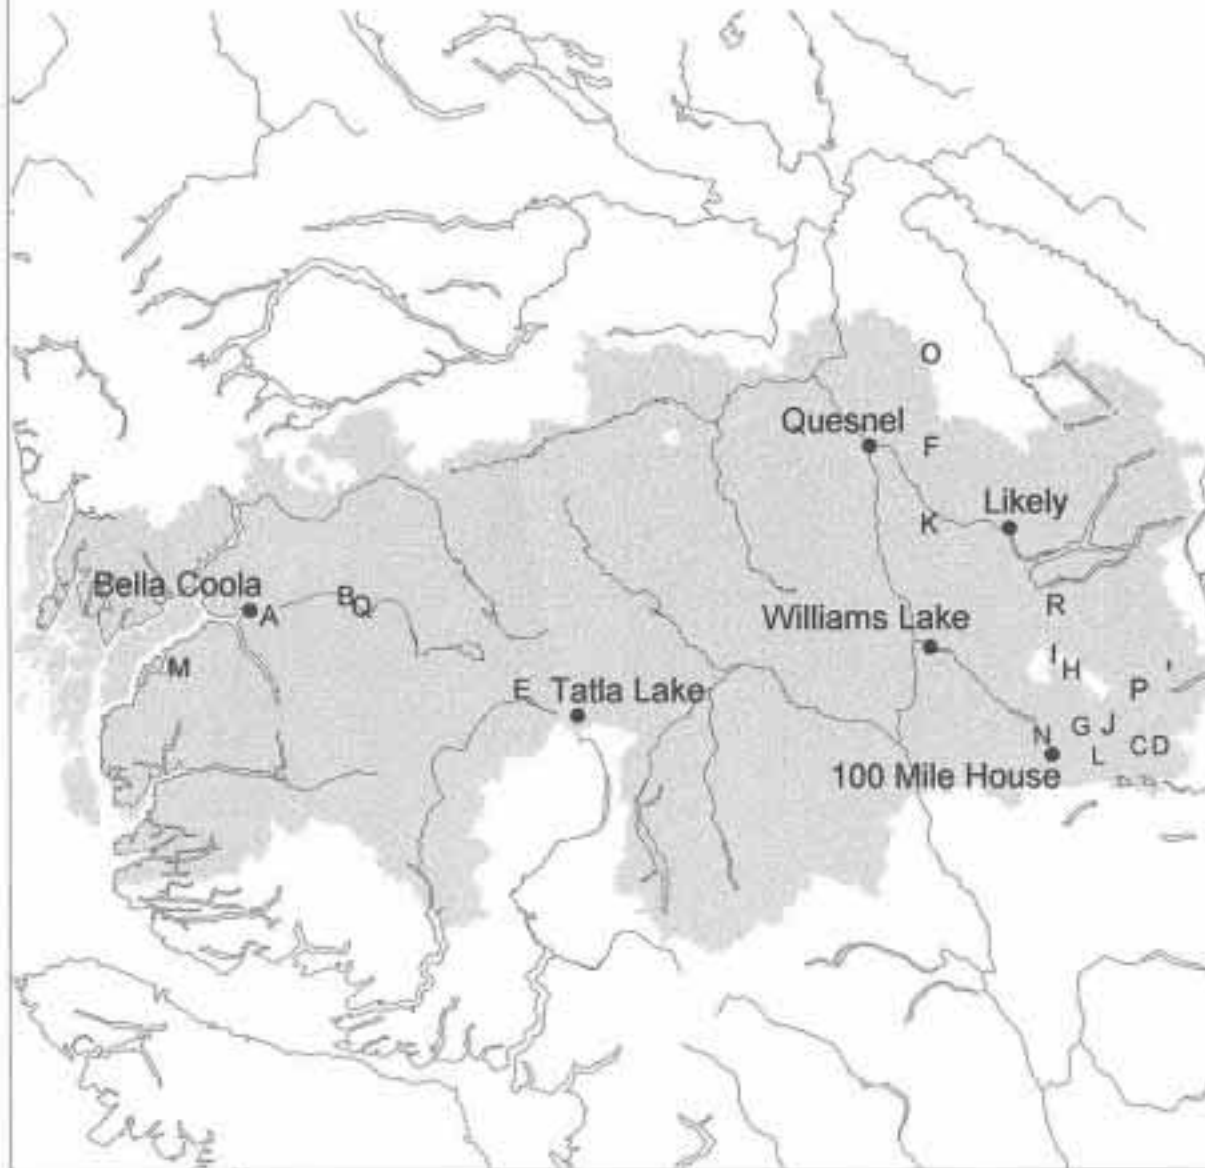 O
Quesnel
F
Likely
K
Bella Coola
A
B
Q
R
Williams Lake
M
I
H
E
Tatla Lake
P
G
J
N
L
C
D
100 Mile House